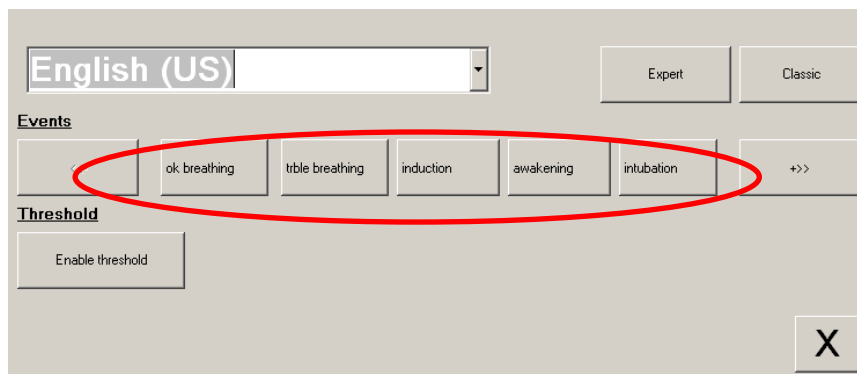 English (US)
Expert
Classic
Events
<
ok breathing
trble breathing
induction
awakening
intubation
+>>
Threshold
Enable threshold
X